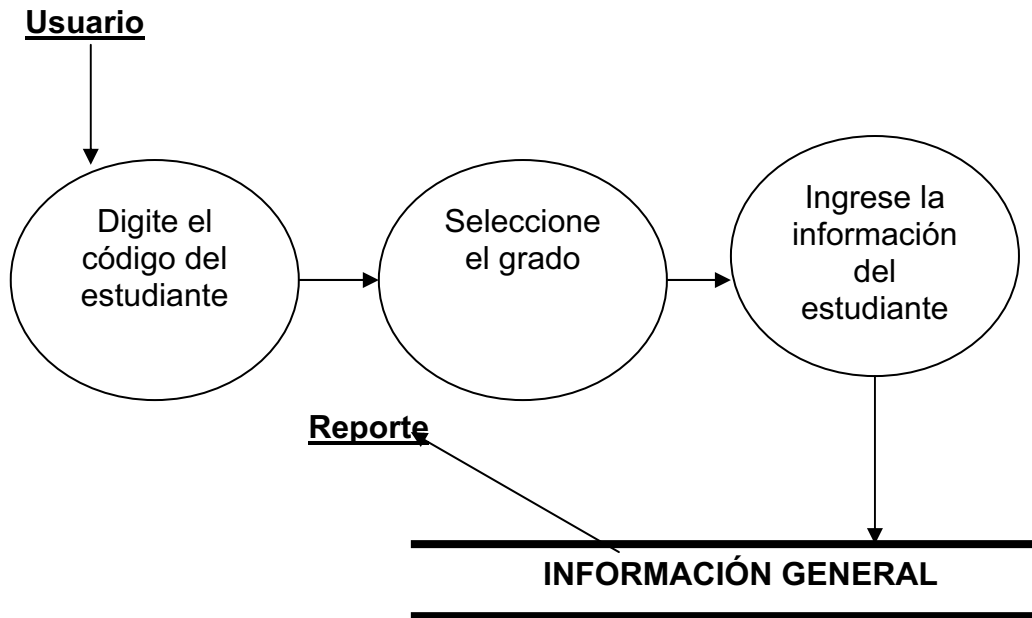 Usuario
Digite el
código del
estudiante
Seleccione
el grado
Ingrese la
información
del
estudiante
Reporte
INFORMACIÓN GENERAL